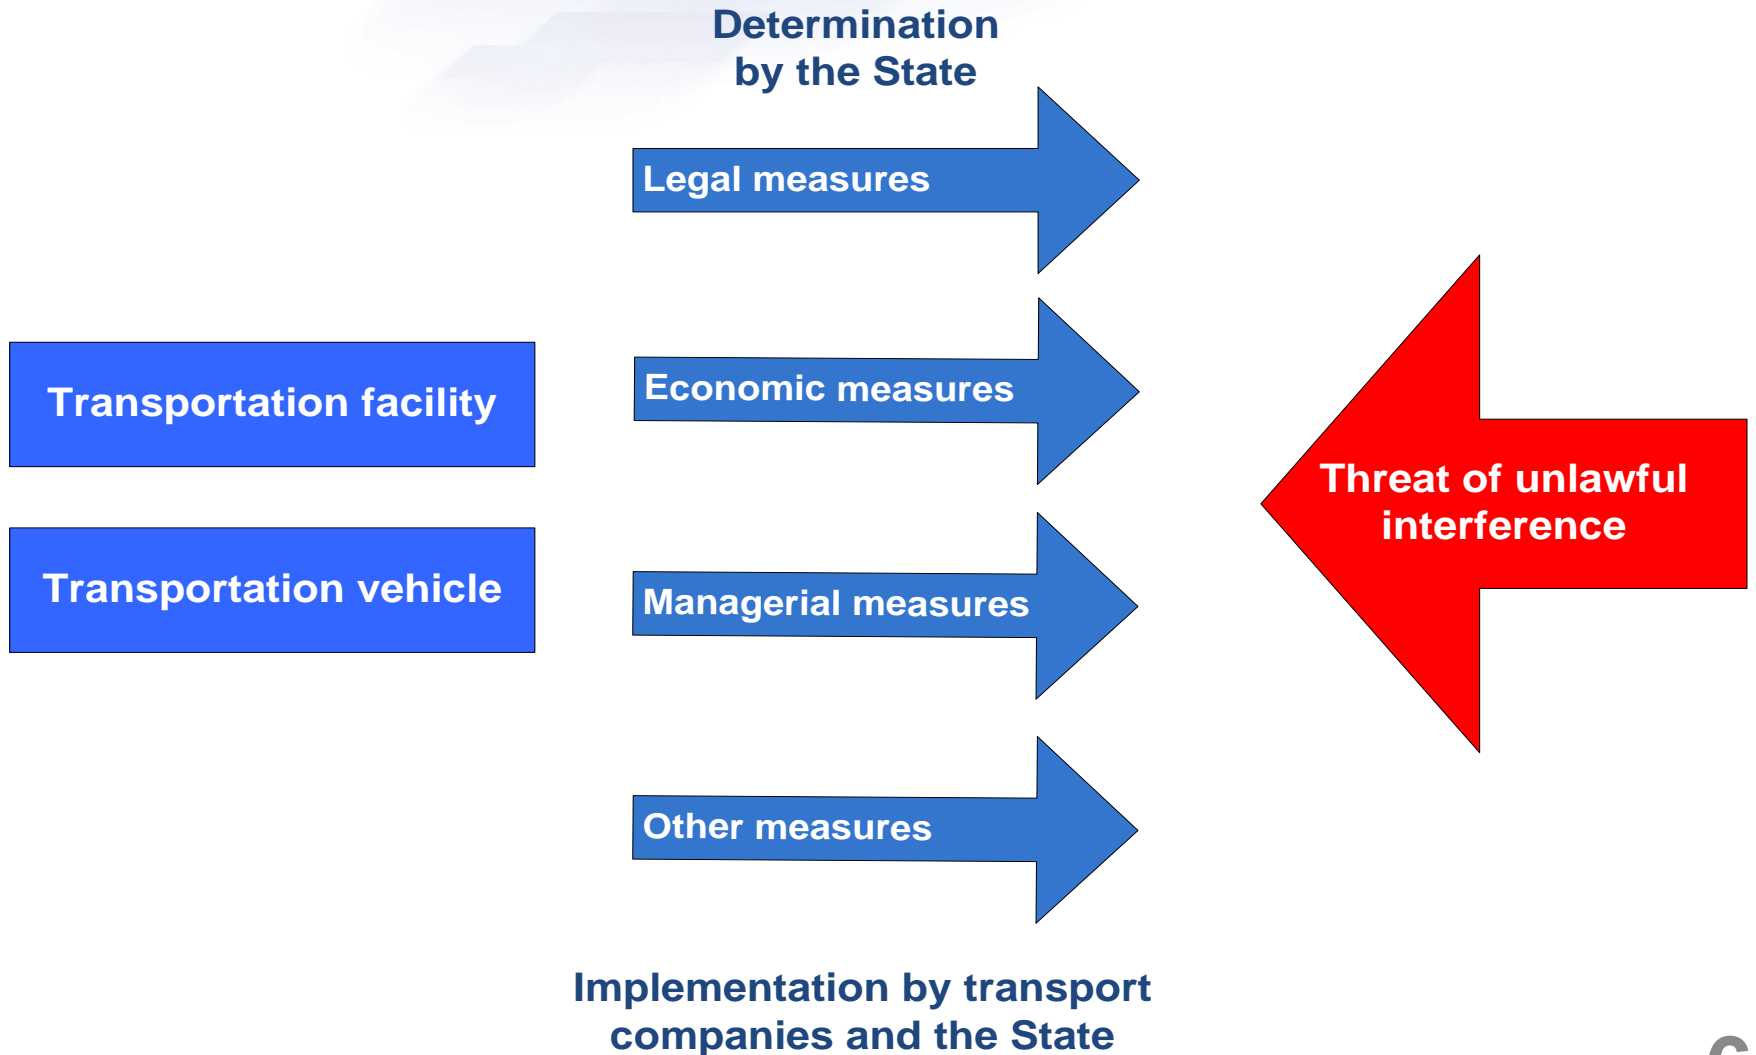 Determination
by the State
Legal measures
Economic measures
Transportation facility
Threat of unlawful
interference
Transportation vehicle
Managerial measures
Other measures
Implementation by transport
companies and the State